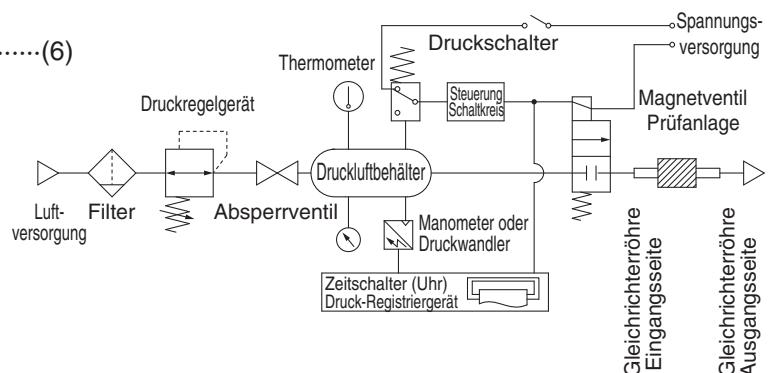 ......(6)
Spannungs-
versorgung
Druckschalter
Thermometer
Druckregelgerät
Steuerung
Schaltkreis
Magnetventil
Prüfanlage
Druckluftbehälter
Luft-
versorgung
Filter
Absperrventil
Manometer oder
Druckwandler
Zeitschalter (Uhr)
Druck-Registriergerät
Gleichrichterröhre
Eingangsseite
Gleichrichterröhre
Ausgangsseite